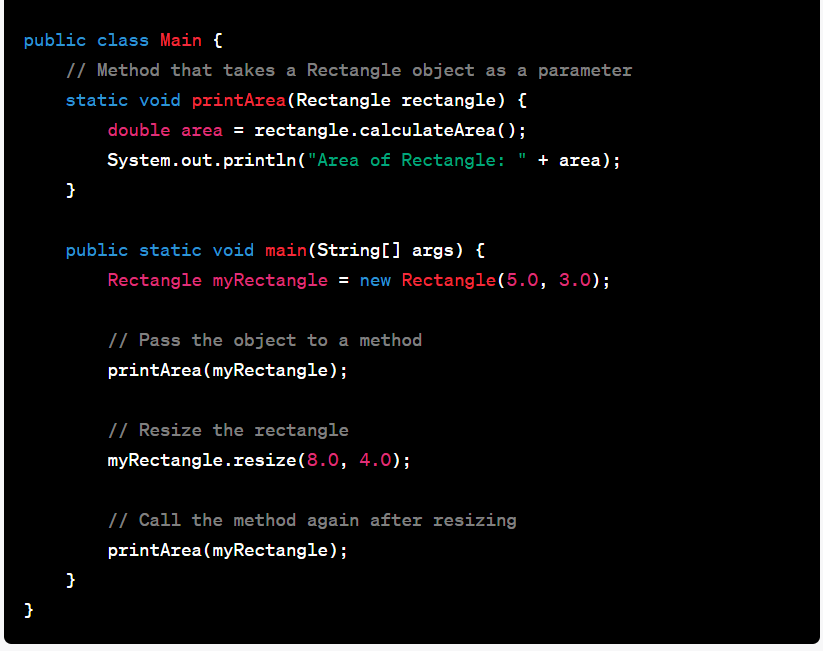 public class Main {
    // Method that takes a Rectangle object as a parameter
    static void printArea(Rectangle rectangle) {
        double area = rectangle.calculateArea();
        System.out.println("Area of Rectangle: " + area);
    }

    public static void main(String[] args) {
        Rectangle myRectangle = new Rectangle(5.0, 3.0);

        // Pass the object to a method
        printArea(myRectangle);

        // Resize the rectangle
        myRectangle.resize(8.0, 4.0);

        // Call the method again after resizing
        printArea(myRectangle);
    }
}